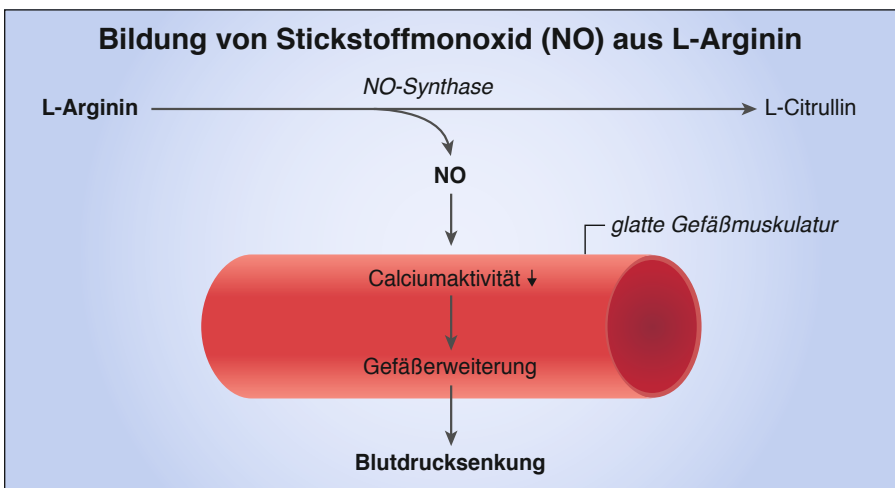 Bildung von Stickstoffmonoxid (NO) aus L-Arginin
NO-Synthase
L-Arginin
L-Citrullin
NO
glatte Gefäßmuskulatur
Calciumaktivität ↓
Gefäßerweiterung
Blutdrucksenkung